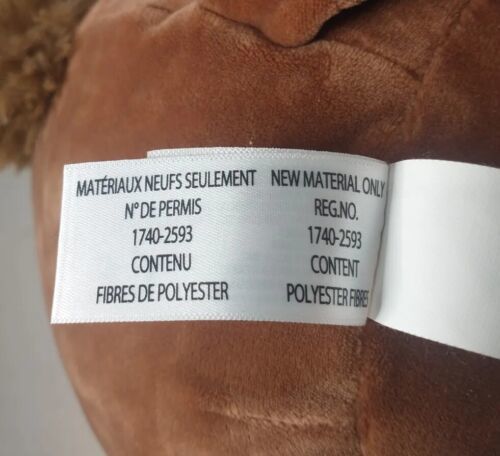 MATÉRIAUX NEUFS SEULEMENT
N° DE PERMIS
1740-2593
CONTENU
FIBRES DE POLYESTER
NEW MATERIAL ONLY
REG.NO.
1740-2593
CONTENT
POLYESTER FIBRES